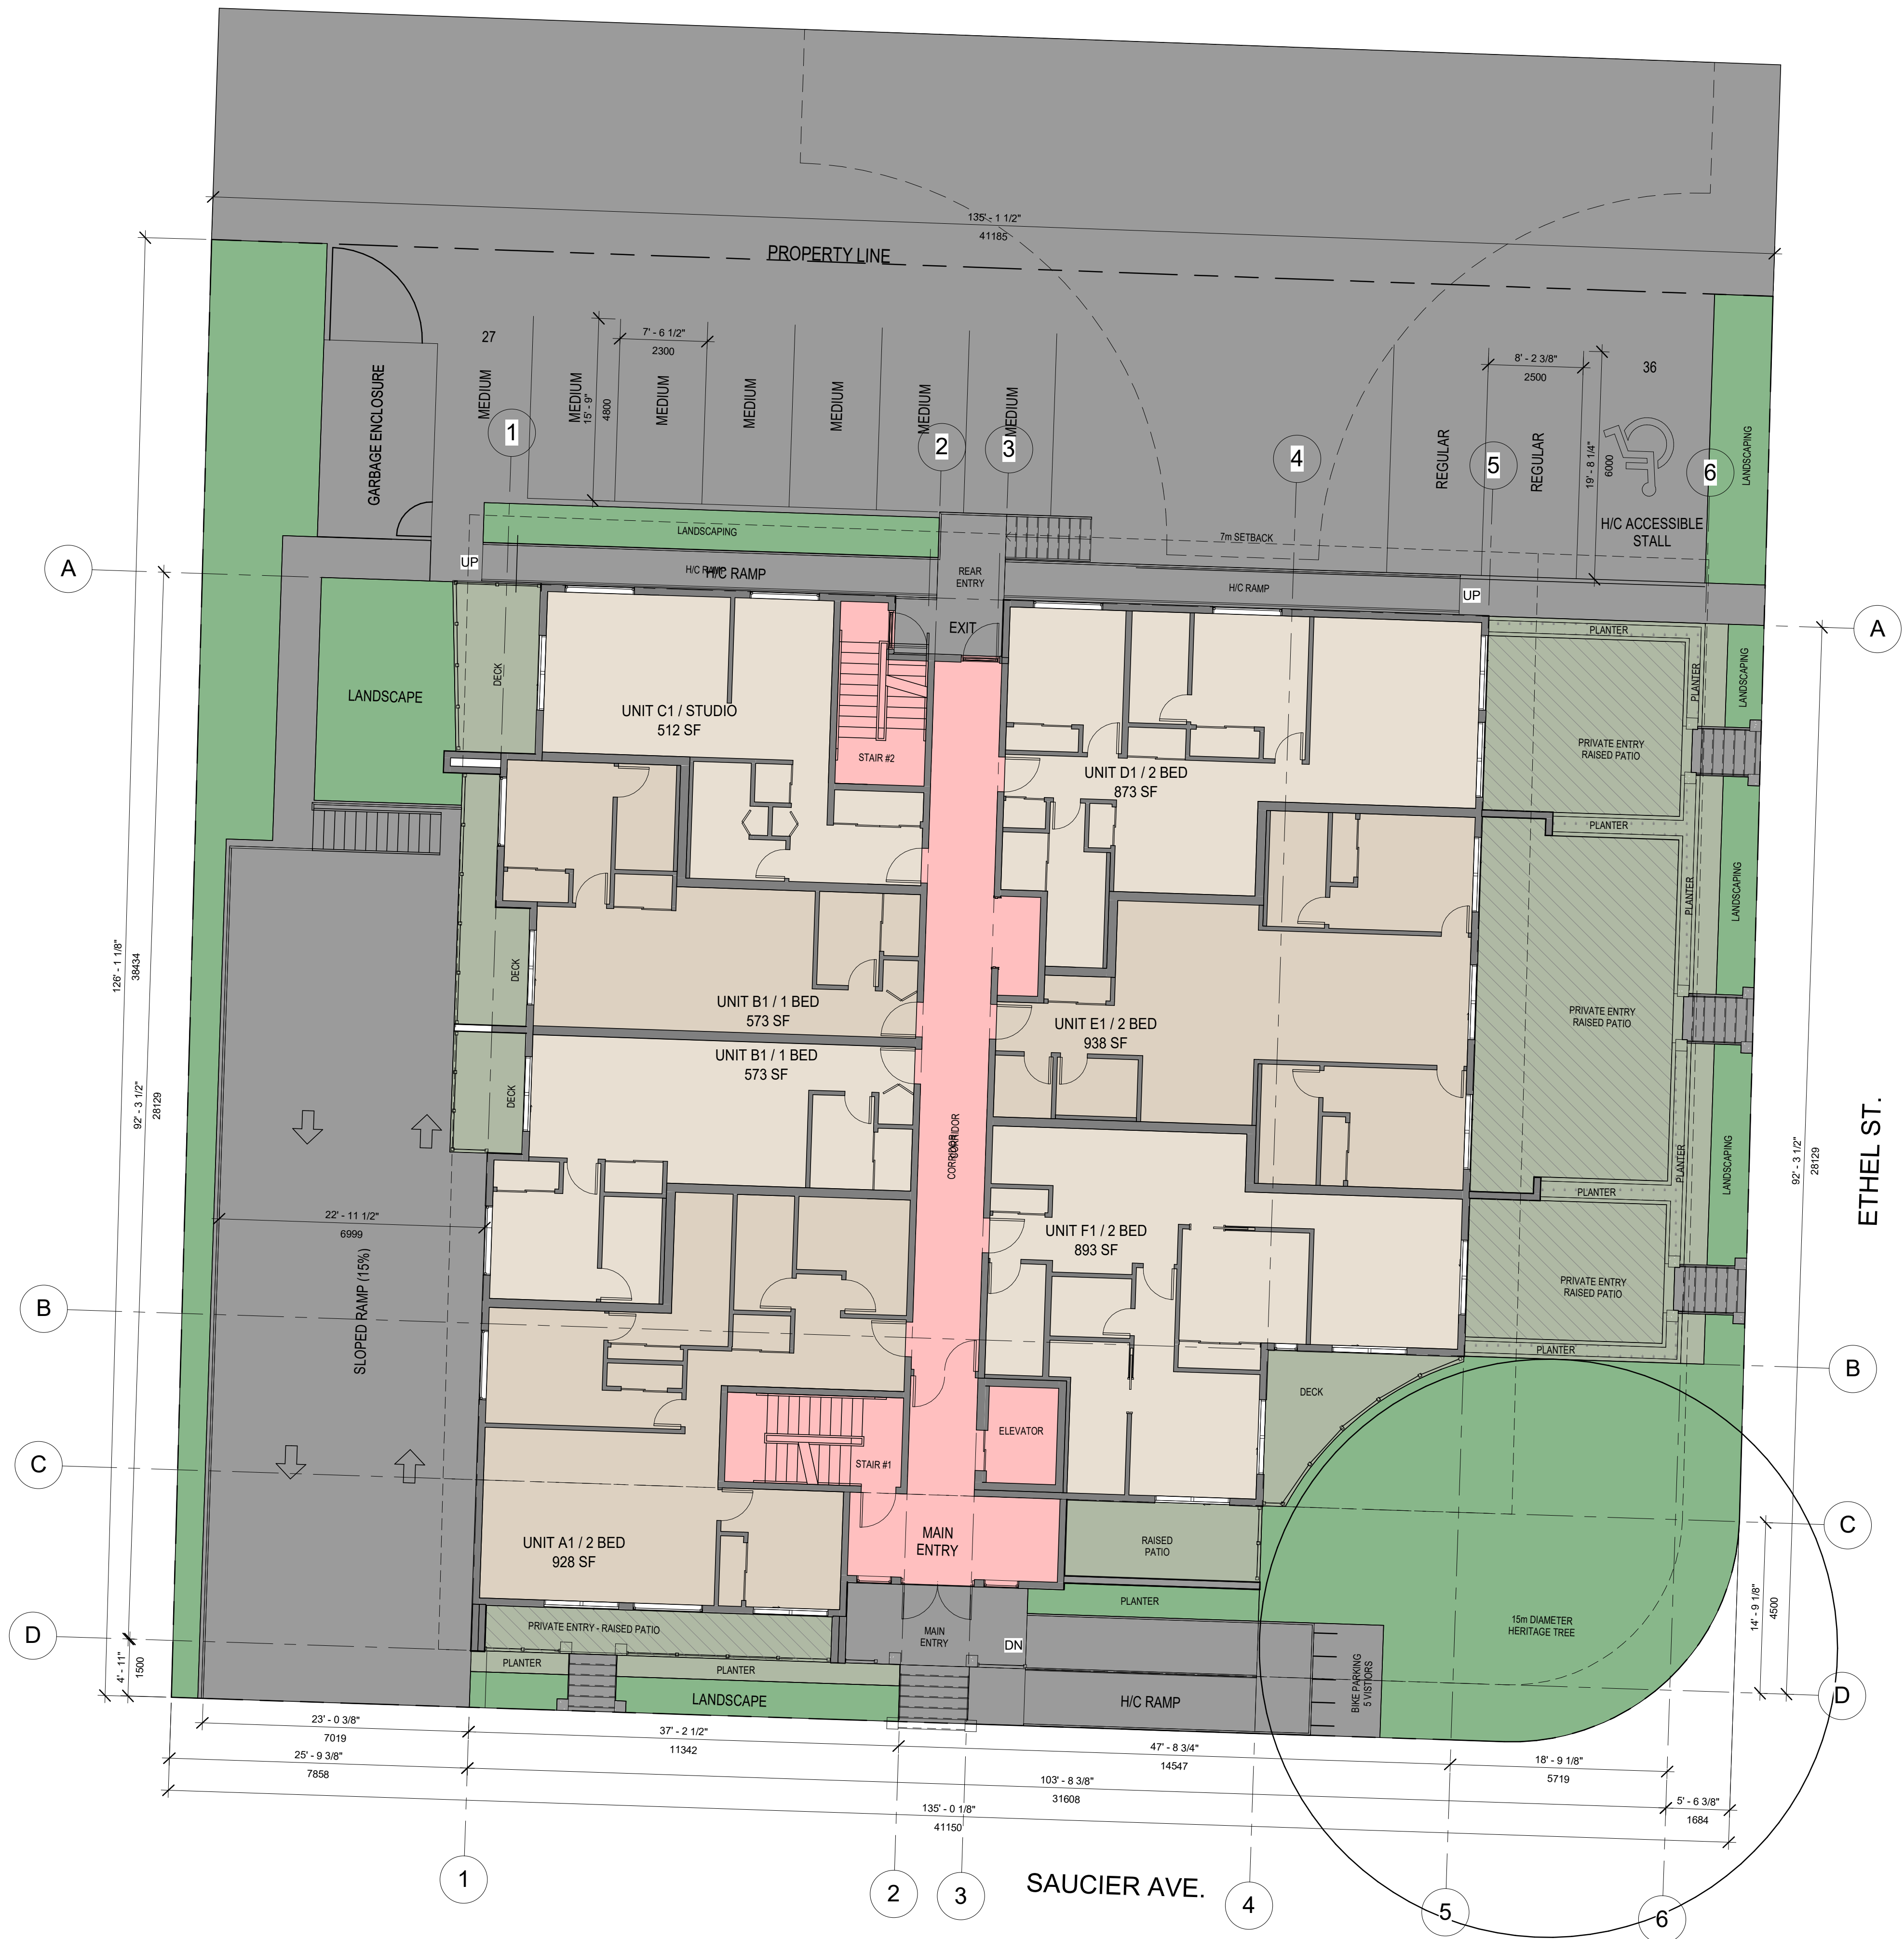 135' - 1 1/2"
41185
PROPERTY LINE
27
7' - 6 1/2"
2300
8' - 2 3/8"
2500
36
GARBAGE ENCLOSURE
MEDIUM
MEDIUM
15' - 9"
4800
MEDIUM
MEDIUM
MEDIUM
MEDIUM
MEDIUM
REGULAR
REGULAR
19' - 8 1/4"
6000
H/C ACCESSIBLE
STALL
LANDSCAPING
1
2
3
4
5
6
LANDSCAPING
7m SETBACK
A
UP
H/C RAMP
H/C RAMP
REAR
ENTRY
H/C RAMP
UP
EXIT
A
PLANTER
PLANTER
LANDSCAPING
LANDSCAPE
DECK
UNIT C1 / STUDIO
512 SF
STAIR #2
UNIT D1 / 2 BED
873 SF
PRIVATE ENTRY
RAISED PATIO
PLANTER
PLANTER
LANDSCAPING
126' - 1 1/8"
38434
92' - 3 1/2"
28129
DECK
UNIT B1 / 1 BED
573 SF
UNIT E1 / 2 BED
938 SF
PRIVATE ENTRY
RAISED PATIO
UNIT B1 / 1 BED
573 SF
DECK
CORRIDOR
CORRIDOR
PLANTER
LANDSCAPING
92' - 3 1/2"
28129
ETHEL ST.
PLANTER
22' - 11 1/2"
6999
SLOPED RAMP (15%)
UNIT F1 / 2 BED
893 SF
PRIVATE ENTRY
RAISED PATIO
PLANTER
B
B
DECK
ELEVATOR
STAIR #1
C
C
UNIT A1 / 2 BED
928 SF
MAIN
ENTRY
RAISED
PATIO
PLANTER
14' - 9 1/8"
4500
15m DIAMETER
HERITAGE TREE
D
PRIVATE ENTRY - RAISED PATIO
MAIN
ENTRY
DN
4' - 11"
1500
PLANTER
PLANTER
LANDSCAPE
H/C RAMP
BIKE PARKING
5 VISTIORS
D
23' - 0 3/8"
7019
37' - 2 1/2"
11342
47' - 8 3/4"
14547
18' - 9 1/8"
5719
25' - 9 3/8"
7858
103' - 8 3/8"
31608
5' - 6 3/8"
1684
135' - 0 1/8"
41150
1
2
3
SAUCIER AVE.
4
5
6